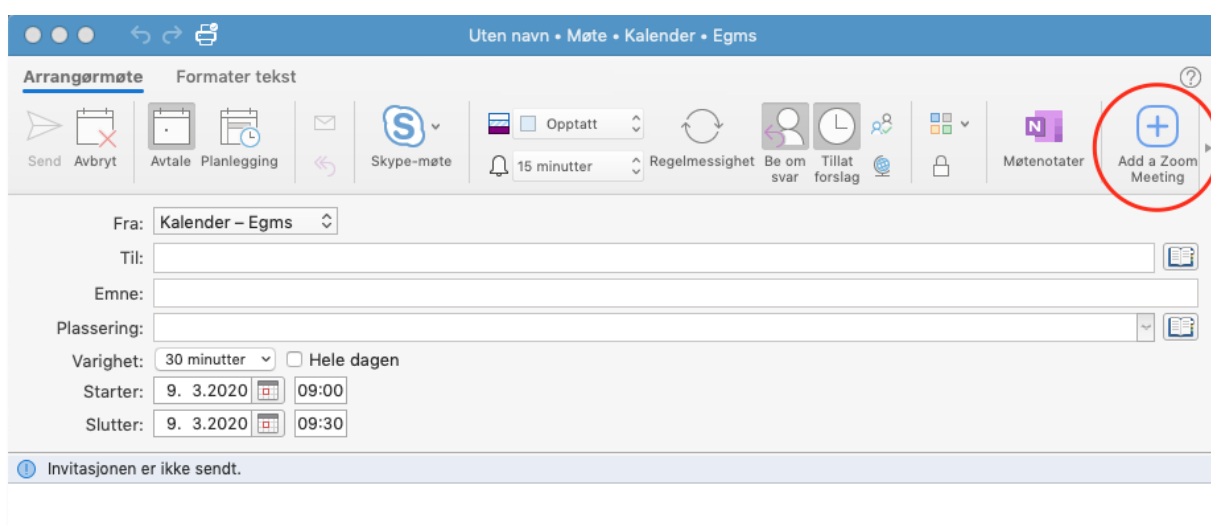 Uten navn • Møte • Kalender • Egms
Arrangørmøte Formater tekst
Send Avbryt Avtale Planlegging Skype-møte Opptatt 15 minutter Regelmessighet Be om svar Tillat forslag Møtenotater Add a Zoom Meeting
Fra: Kalender – Egms
Til:
Emne:
Plassering:
Varighet: 30 minutter Hele dagen
Starter: 9. 3.2020 09:00
Slutter: 9. 3.2020 09:30
Invitasjonen er ikke sendt.